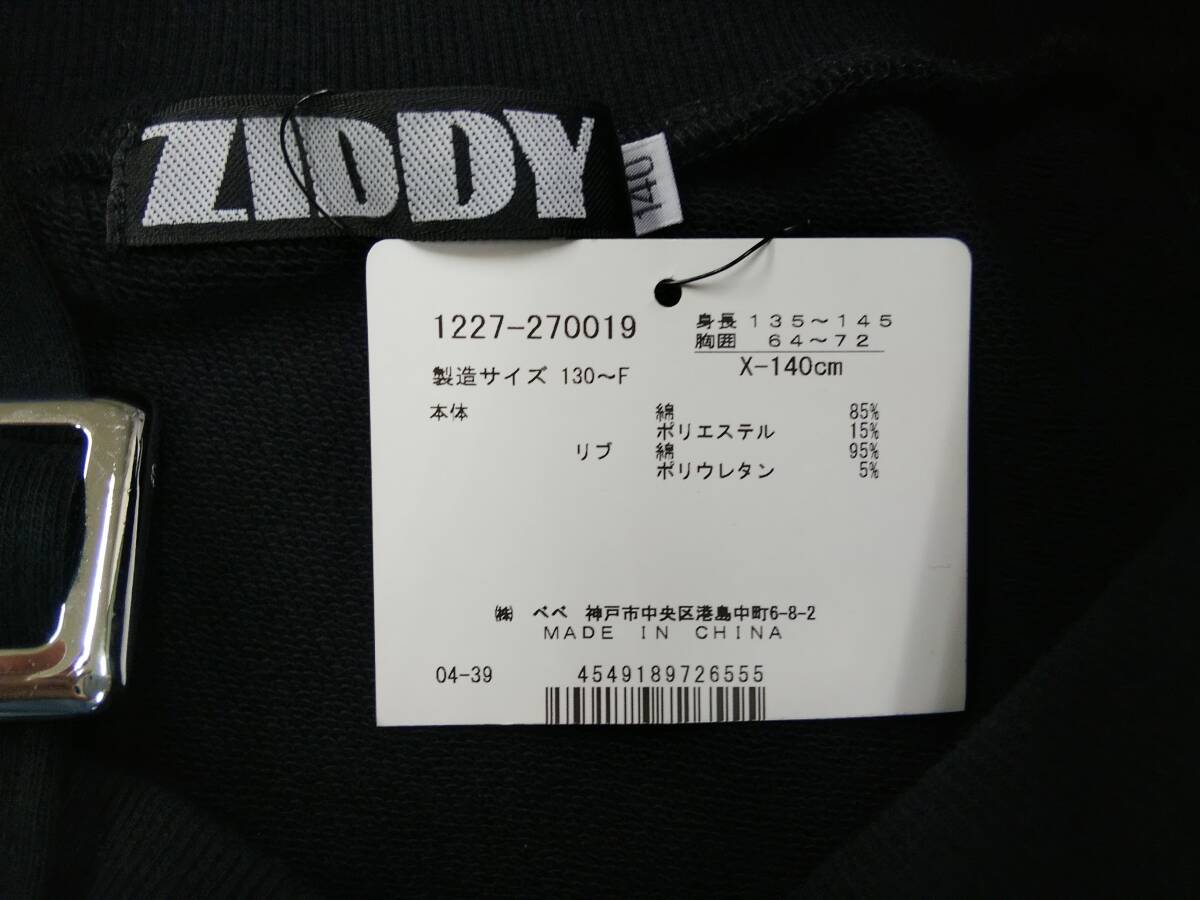 ZIDDY
140
1227-270019
身長 135～145
胸囲 64～72
X-140cm
製造サイズ 130～F
本体 綿 85%
ポリエステル 15%
リブ 綿 95%
ポリウレタン 5%
㈱ ベベ 神戸市中央区港島中町6-8-2
MADE IN CHINA
04-39 4549189726555